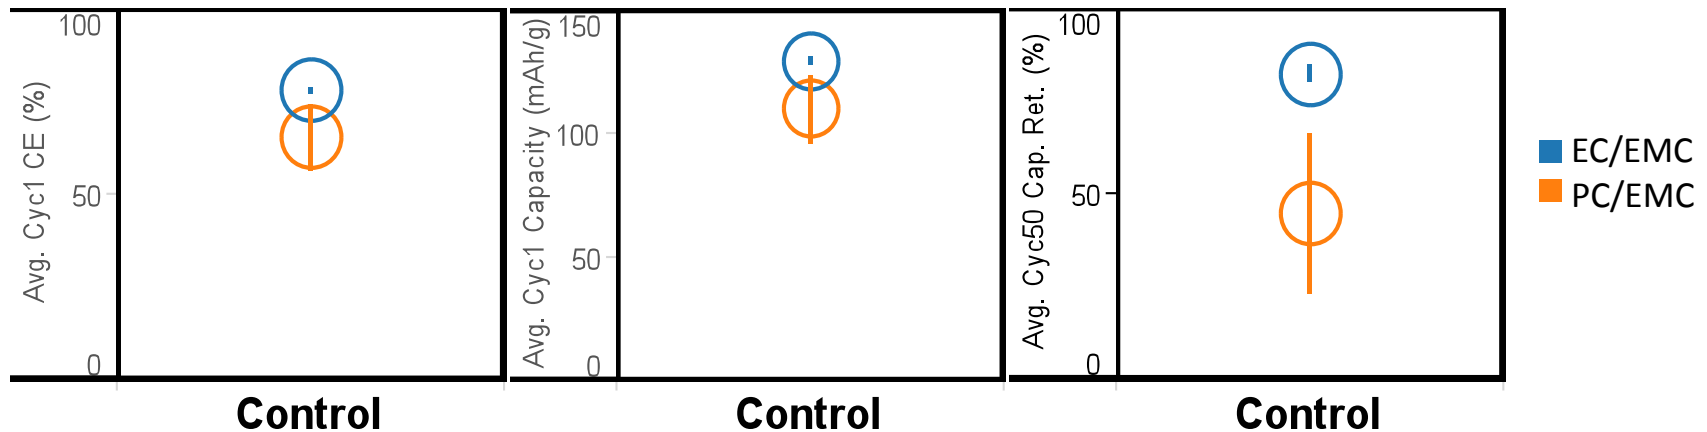 Avg. Cyc1 CE (%)
100
50
0
Control
Avg. Cyc1 Capacity (mAh/g)
150
100
50
0
Control
Avg. Cyc50 Cap. Ret. (%)
100
50
0
Control
EC/EMC
PC/EMC